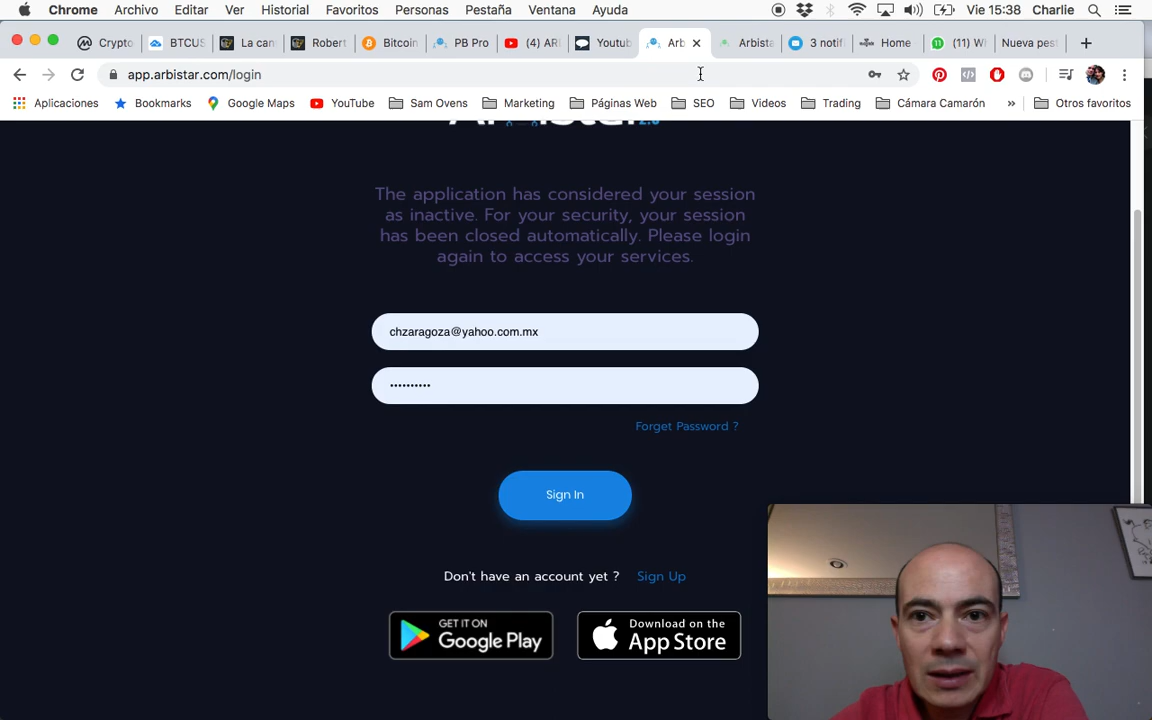 Chrome Archivo Editar Ver Historial Favoritos Personas Pestaña Ventana Ayuda Vie 15:38 Charlie
Crypto BTCUS La can Robert Bitcoin PB Pro (4) AR Youtub Arb Arbista 3 notif Home (11) W Nueva pest
app.arbistar.com/login
Aplicaciones Bookmarks Google Maps YouTube Sam Ovens Marketing Páginas Web SEO Videos Trading Cámara Camarón » Otros favoritos
The application has considered your session
as inactive. For your security, your session
has been closed automatically. Please login
again to access your services.
chzaragoza@yahoo.com.mx
••••••••••
Forget Password ?
Sign In
Don't have an account yet ? Sign Up
GET IT ON
Google Play
Download on the
App Store